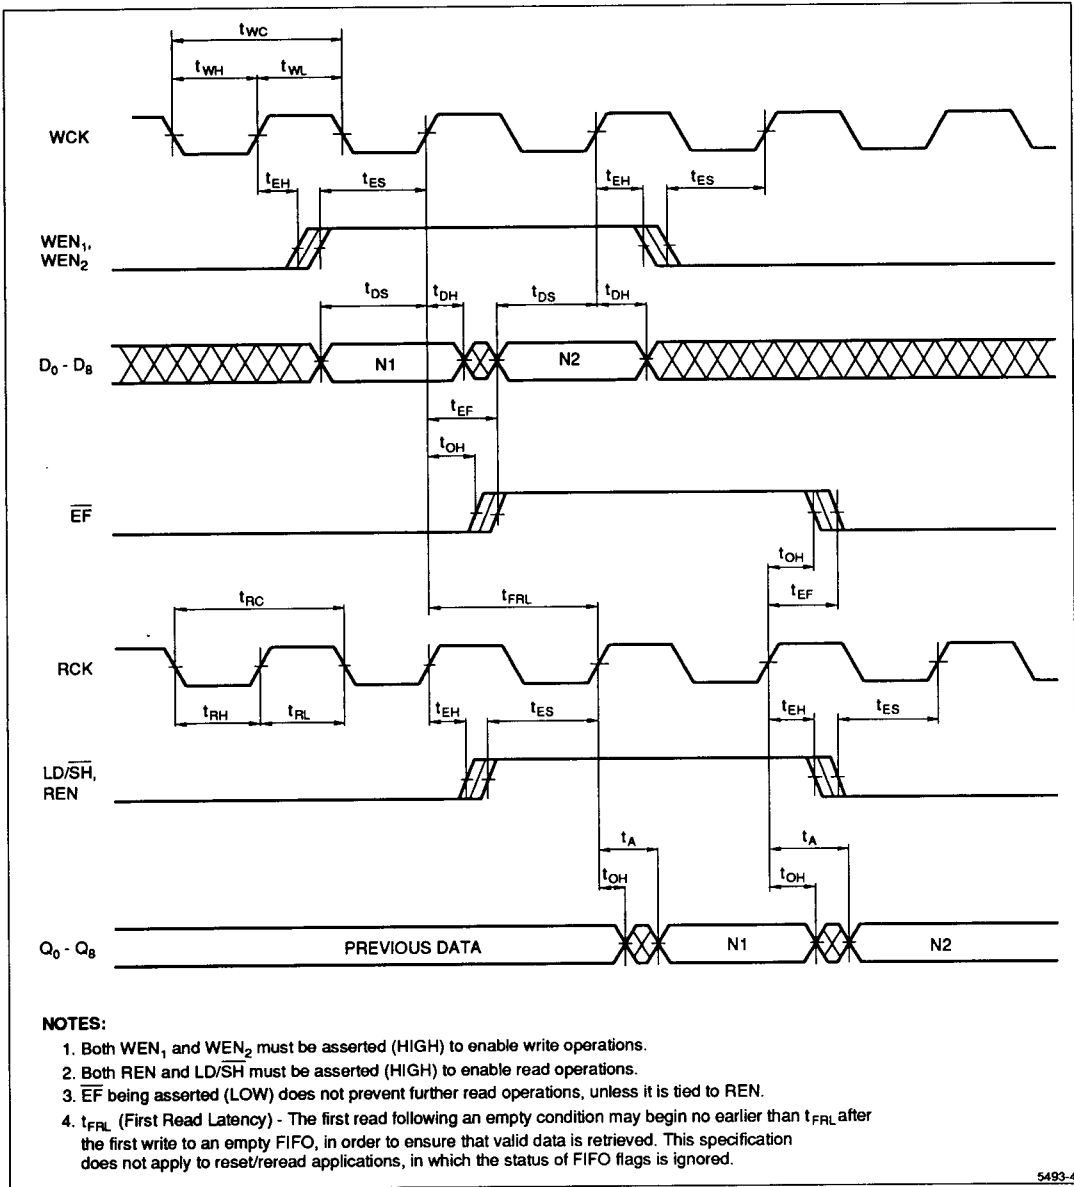 tWC
tWH tWL
WCK
tEH tES tEH tES
WEN1,
WEN2
tDS tDH tDS tDH
D0 - D8 N1 N2
tEF
tOH
EF
tOH
tRC tFRL tEF
RCK
tRH tRL tEH tES tEH tES
LD/SH,
REN
tA tA
tOH tOH
Q0 - Q8 PREVIOUS DATA N1 N2
NOTES:
1. Both WEN1 and WEN2 must be asserted (HIGH) to enable write operations.
2. Both REN and LD/SH must be asserted (HIGH) to enable read operations.
3. EF being asserted (LOW) does not prevent further read operations, unless it is tied to REN.
4. tFRL (First Read Latency) - The first read following an empty condition may begin no earlier than tFRL after
the first write to an empty FIFO, in order to ensure that valid data is retrieved. This specification
does not apply to reset/reread applications, in which the status of FIFO flags is ignored.
5493-4